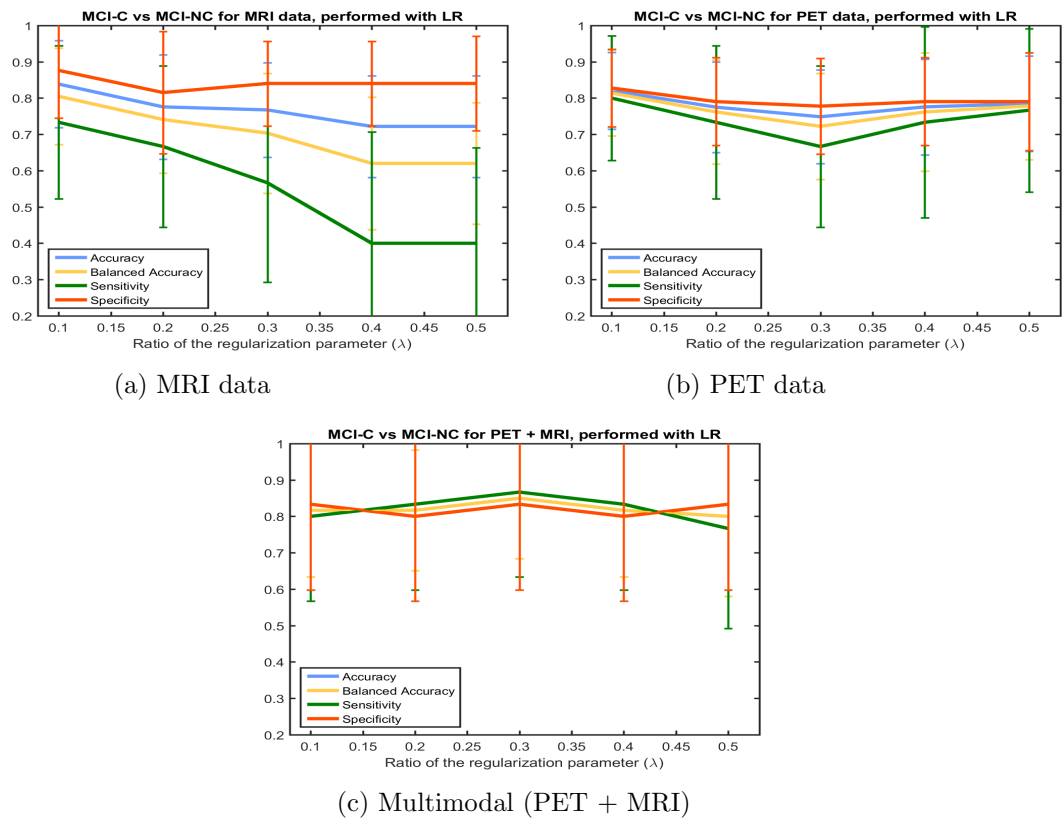 MCI-C vs MCI-NC for MRI data, performed with LR
1
0.9
0.8
0.7
0.6
0.5
0.4
0.3
0.2
Accuracy
Balanced Accuracy
Sensitivity
Specificity
0.1 0.15 0.2 0.25 0.3 0.35 0.4 0.45 0.5
Ratio of the regularization parameter (λ)
(a) MRI data
MCI-C vs MCI-NC for PET data, performed with LR
1
0.9
0.8
0.7
0.6
0.5
0.4
0.3
0.2
Accuracy
Balanced Accuracy
Sensitivity
Specificity
0.1 0.15 0.2 0.25 0.3 0.35 0.4 0.45 0.5
Ratio of the regularization parameter (λ)
(b) PET data
MCI-C vs MCI-NC for PET + MRI, performed with LR
1
0.9
0.8
0.7
0.6
0.5
0.4
0.3
0.2
Accuracy
Balanced Accuracy
Sensitivity
Specificity
0.1 0.15 0.2 0.25 0.3 0.35 0.4 0.45 0.5
Ratio of the regularization parameter (λ)
(c) Multimodal (PET + MRI)